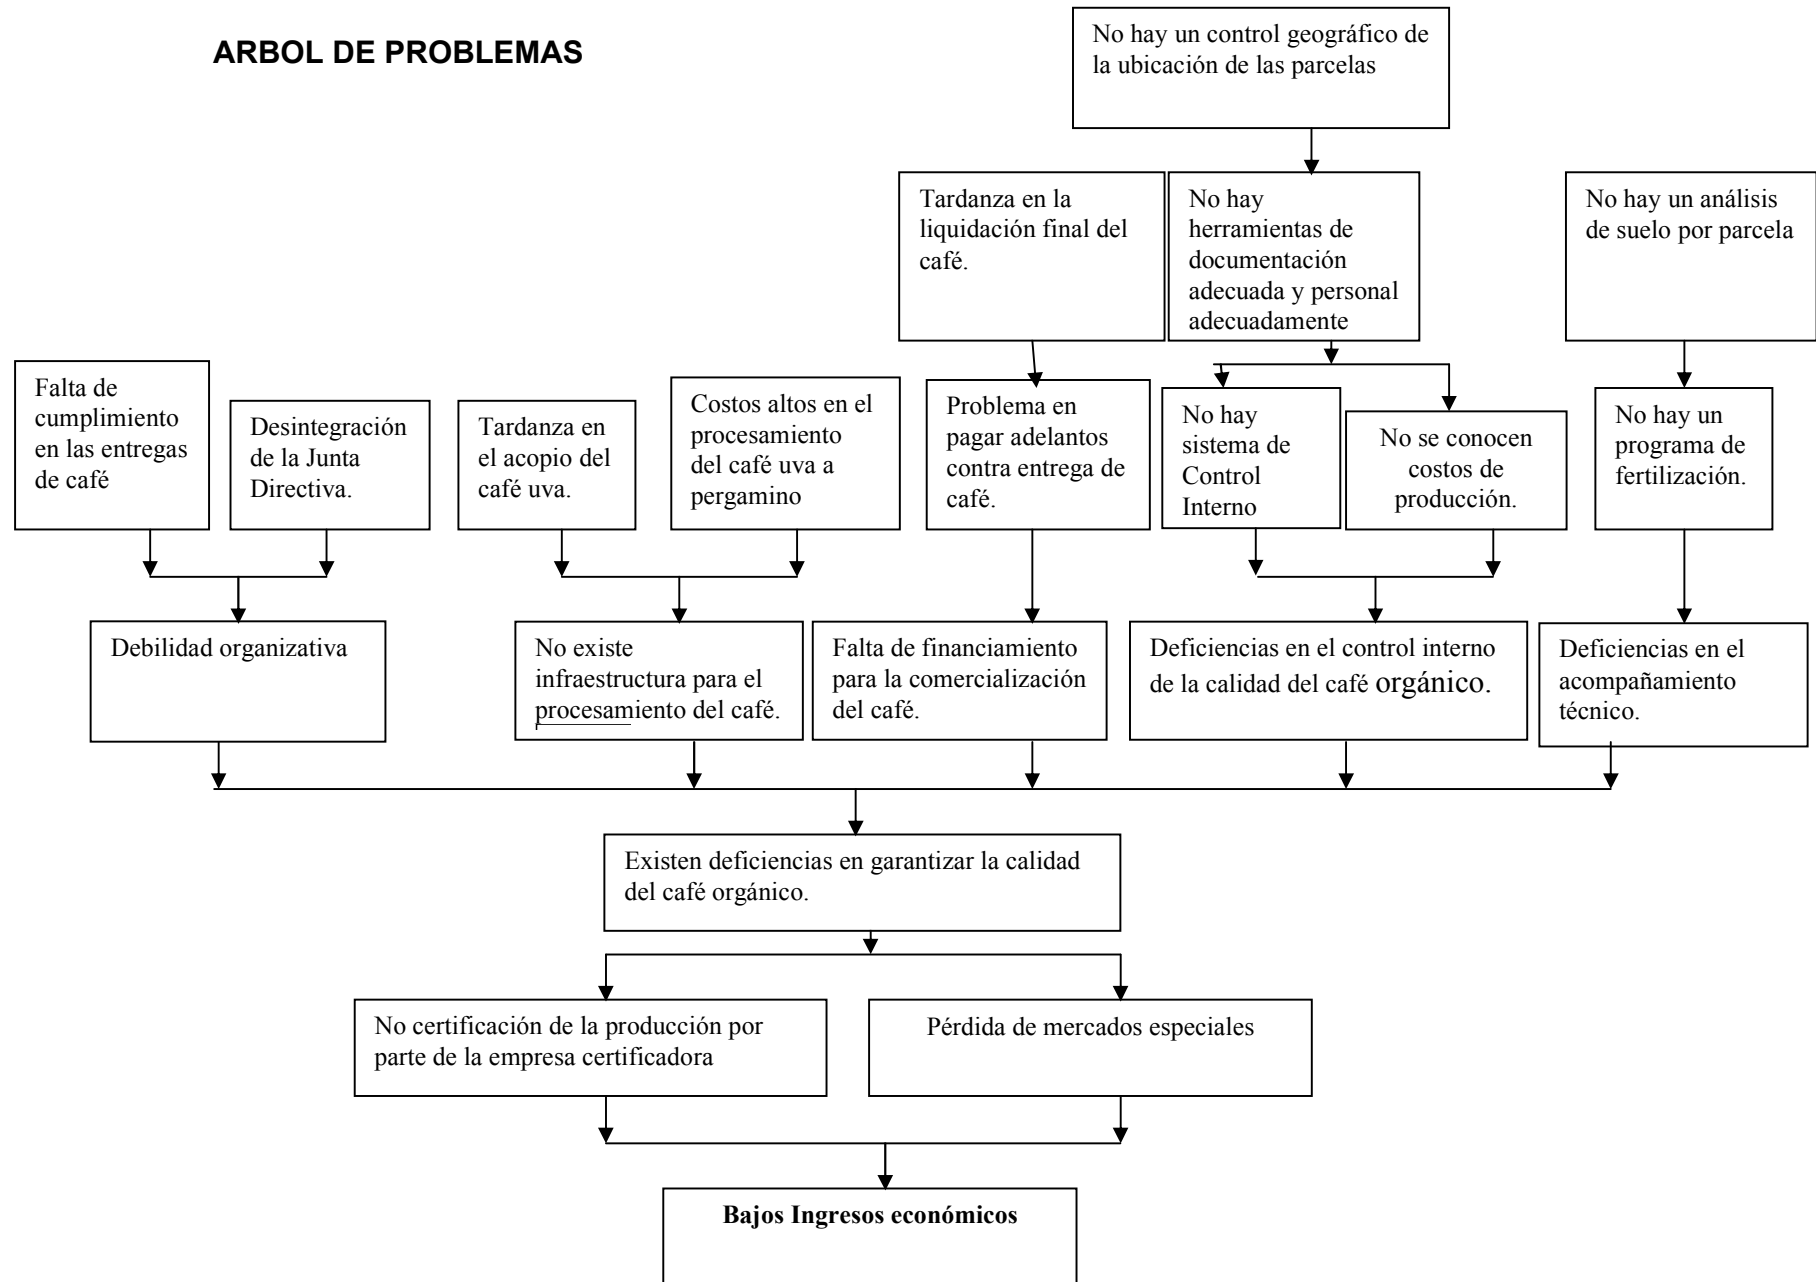 ARBOL DE PROBLEMAS
No hay un control geográfico de
la ubicación de las parcelas
Tardanza en la
liquidación final del
café.
No hay
herramientas de
documentación
adecuada y personal
adecuadamente
No hay un análisis
de suelo por parcela
Falta de
cumplimiento
en las entregas
de café
Desintegración
de la Junta
Directiva.
Tardanza en
el acopio del
café uva.
Costos altos en el
procesamiento
del café uva a
pergamino
Problema en
pagar adelantos
contra entrega de
café.
No hay
sistema de
Control
Interno
No se conocen
costos de
producción.
No hay un
programa de
fertilización.
Debilidad organizativa
No existe
infraestructura para el
procesamiento del café.
Falta de financiamiento
para la comercialización
del café.
Deficiencias en el control interno
de la calidad del café orgánico.
Deficiencias en el
acompañamiento
técnico.
Existen deficiencias en garantizar la calidad
del café orgánico.
No certificación de la producción por
parte de la empresa certificadora
Pérdida de mercados especiales
Bajos Ingresos económicos